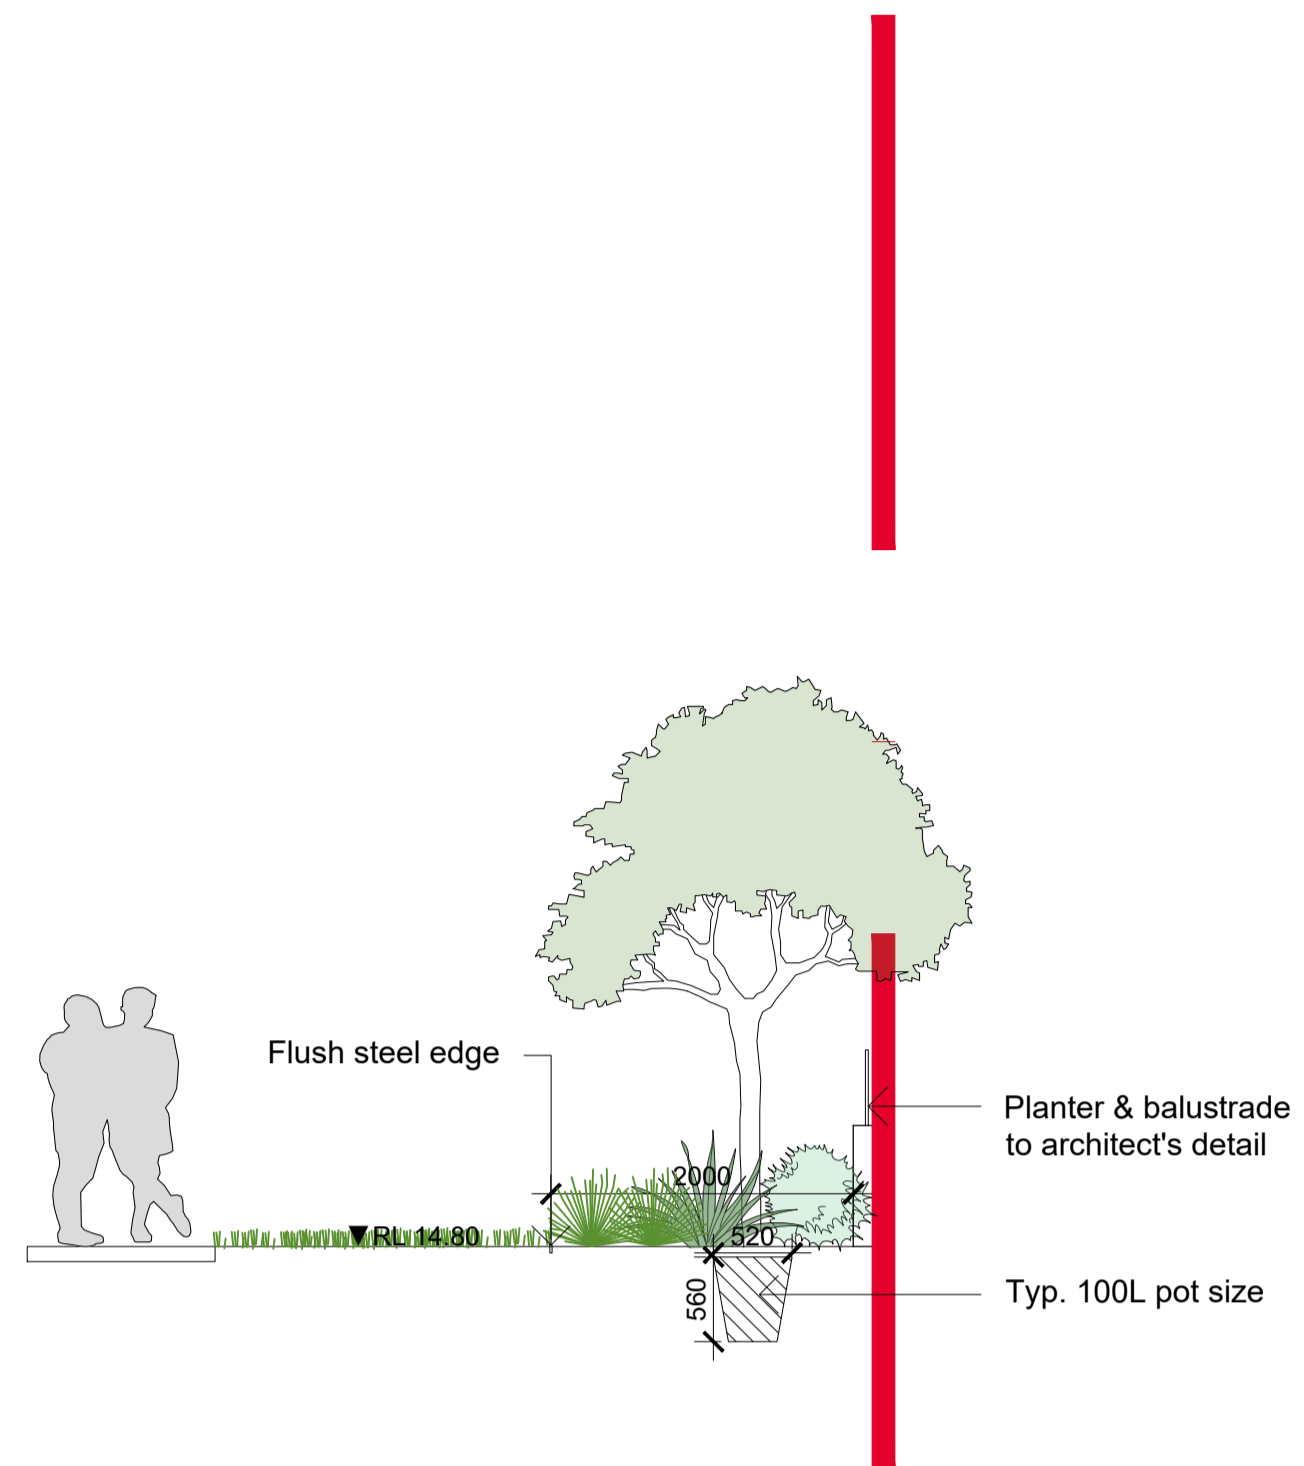 Flush steel edge
Planter & balustrade
to architect's detail
2000
RL 14.80
520
560
Typ. 100L pot size